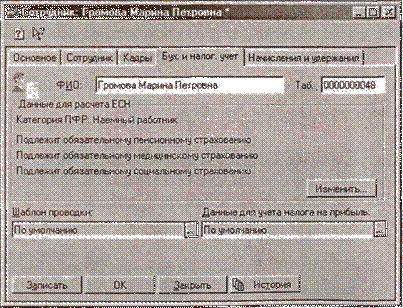 Сотрудник: Громова Марина Петровна *
Основное Сотрудник Кадры Бух. и налог. учет Начисления и удержания
ФИО: Громова Марина Петровна Таб.: 0000000048
Данные для расчета ЕСН
Категория ПФР: Наемный работник
Подлежит обязательному пенсионному страхованию
Подлежит обязательному медицинскому страхованию
Подлежит обязательному социальному страхованию
Изменить...
Шаблон проводки: Данные для учета налога на прибыль:
По умолчанию ... По умолчанию ...
Записать OK Закрыть История